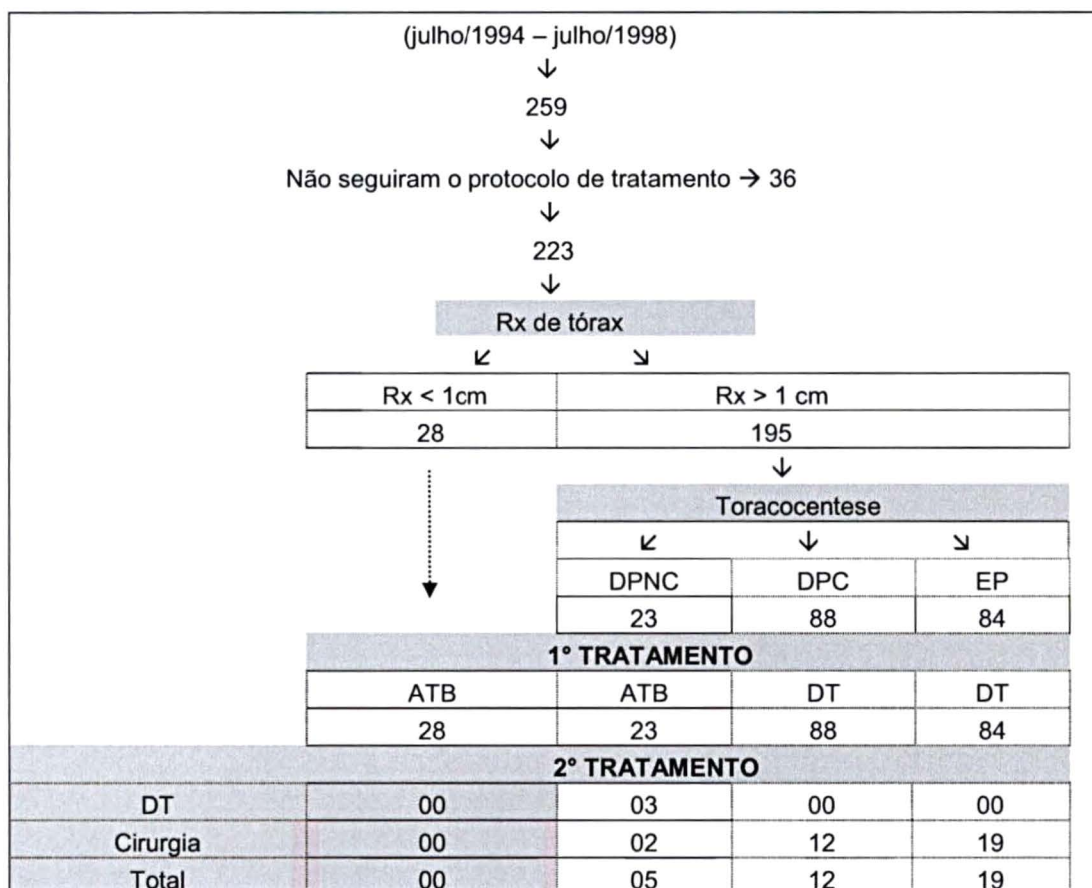 (julho/1994 – julho/1998)
↓
259
↓
Não seguiram o protocolo de tratamento → 36
↓
223
↓
Rx de tórax
↙ ↘
Rx < 1cm Rx > 1 cm
28 195
↓
Toracocentese
↙ ↓ ↘
DPNC DPC EP
23 88 84
1° TRATAMENTO
ATB ATB DT DT
28 23 88 84
2° TRATAMENTO
DT 00 03 00 00
Cirurgia 00 02 12 19
Total 00 05 12 19